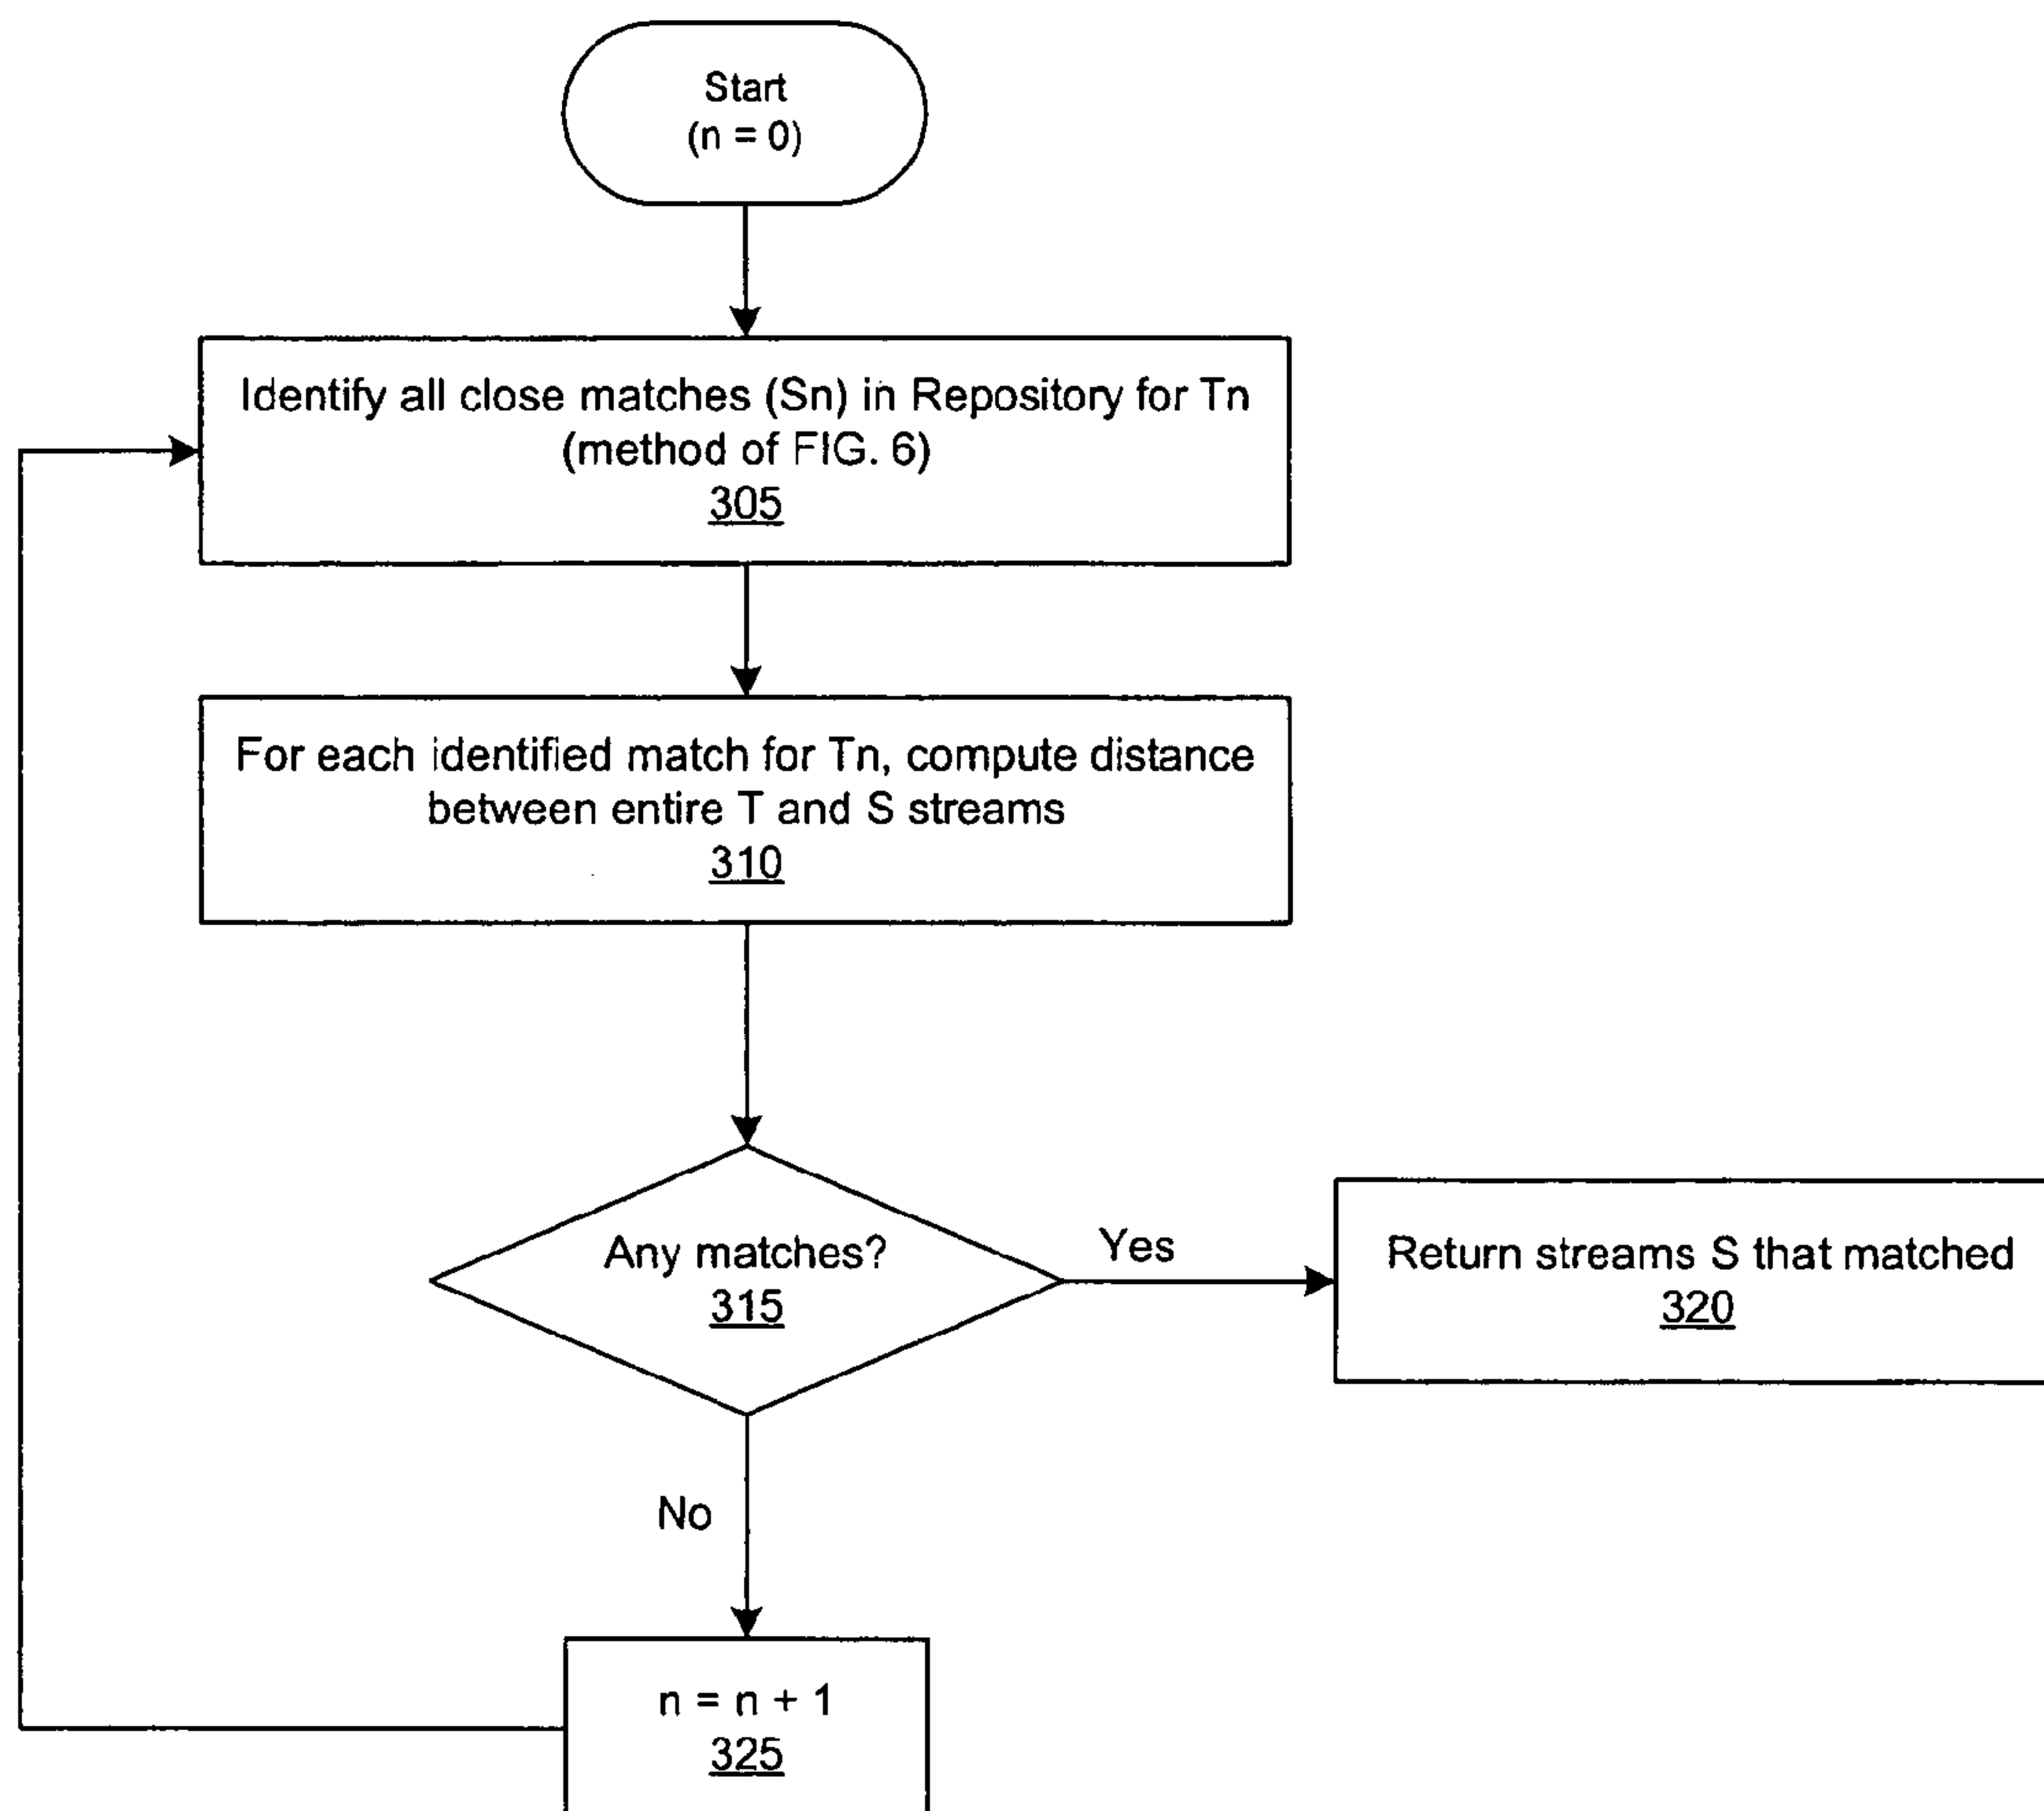 Start
(n = 0)
Identify all close matches (Sn) in Repository for Tn
(method of FIG. 6)
305
For each identified match for Tn, compute distance
between entire T and S streams
310
Any matches?
315
Yes
Return streams S that matched
320
No
n = n + 1
325